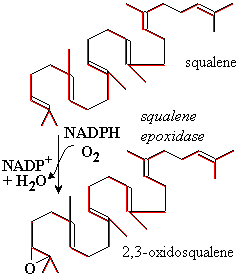 squalene
squalene
epoxidase
NADPH
O2
NADP+
+ H2O
2,3-oxidosqualene
O